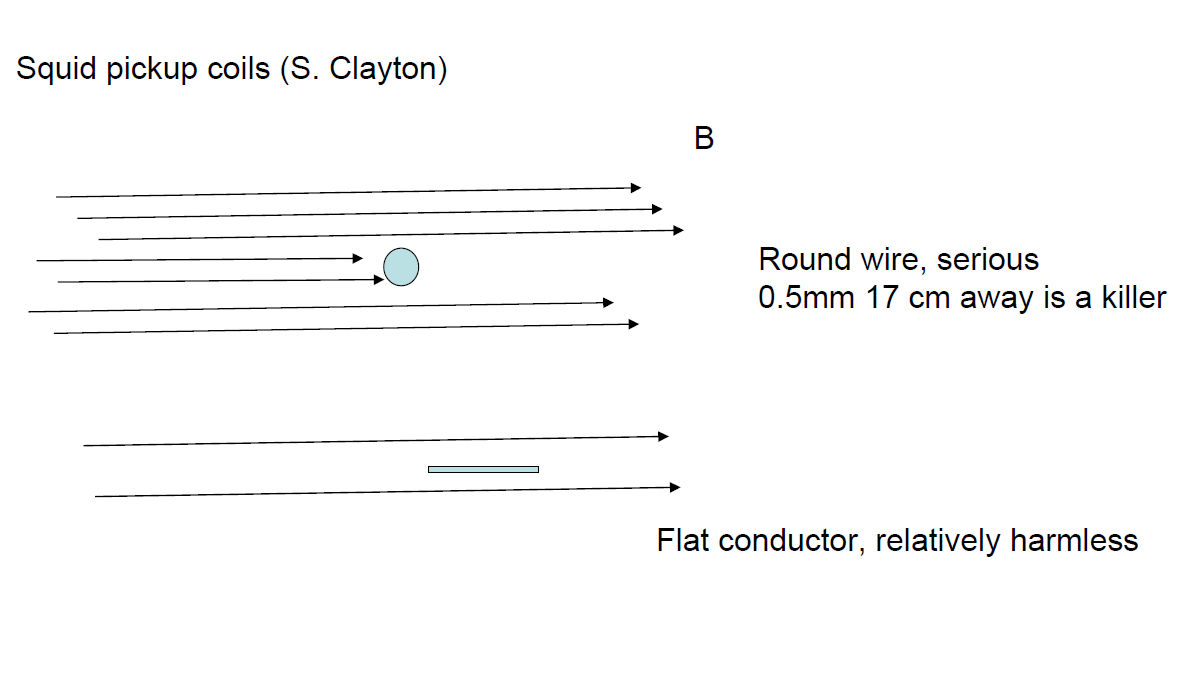 Squid pickup coils (S. Clayton)
B
Round wire, serious
0.5mm 17 cm away is a killer
Flat conductor, relatively harmless